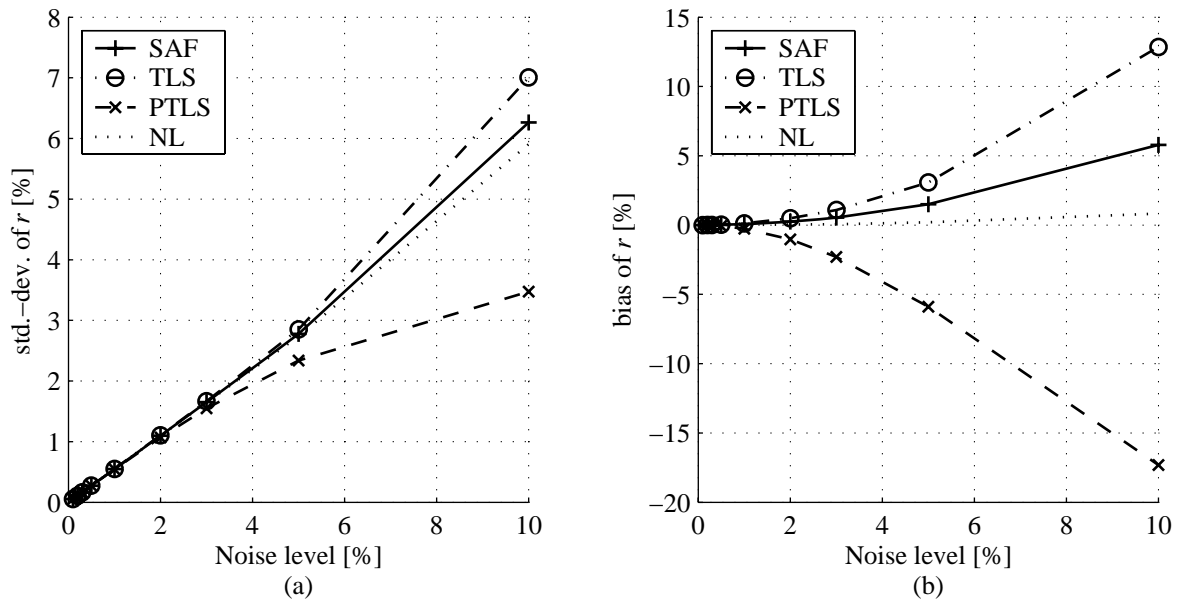 8
7
6
5
4
3
2
1
0
std.−dev. of r [%]
SAF
TLS
PTLS
NL
0 2 4 6 8 10
Noise level [%]
(a)
15
10
5
0
−5
−10
−15
−20
bias of r [%]
SAF
TLS
PTLS
NL
0 2 4 6 8 10
Noise level [%]
(b)